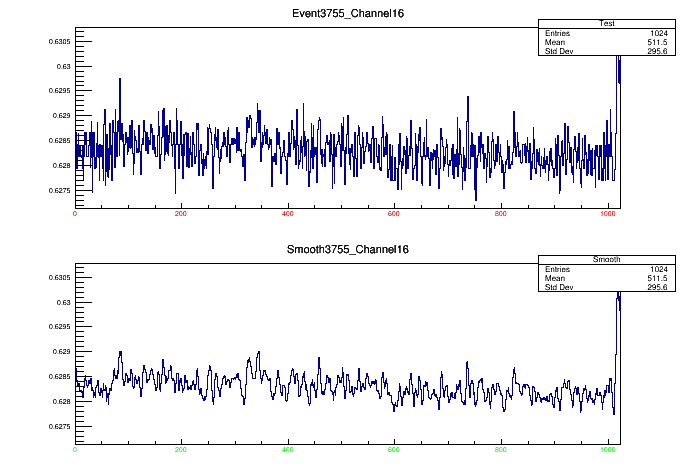 Event3755_Channel16
Test
Entries 1024
Mean 511.5
Std Dev 295.6
0.6305
0.63
0.6295
0.629
0.6285
0.628
0.6275
0 200 400 600 800 1000
Smooth3755_Channel16
Smooth
Entries 1024
Mean 511.5
Std Dev 295.6
0.6305
0.63
0.6295
0.629
0.6285
0.628
0.6275
0 200 400 600 800 1000